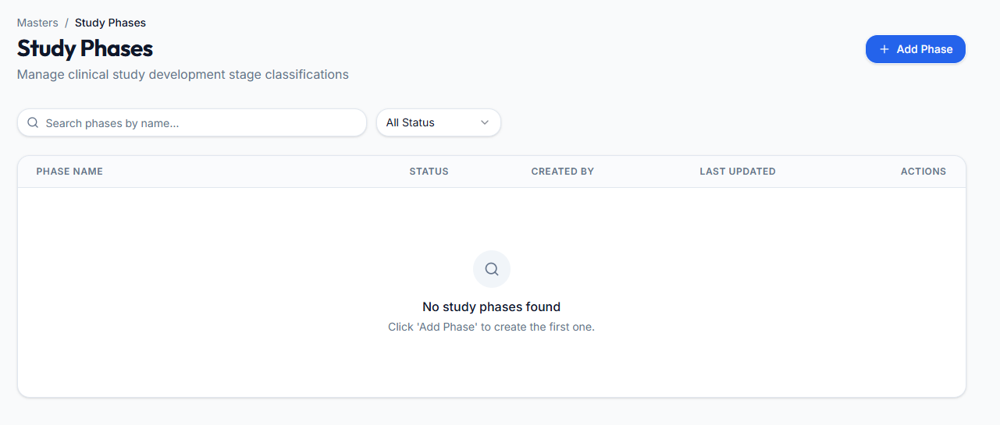 Masters / Study Phases
Study Phases
Manage clinical study development stage classifications
+ Add Phase
Search phases by name...
All Status
PHASE NAME STATUS CREATED BY LAST UPDATED ACTIONS
No study phases found
Click 'Add Phase' to create the first one.